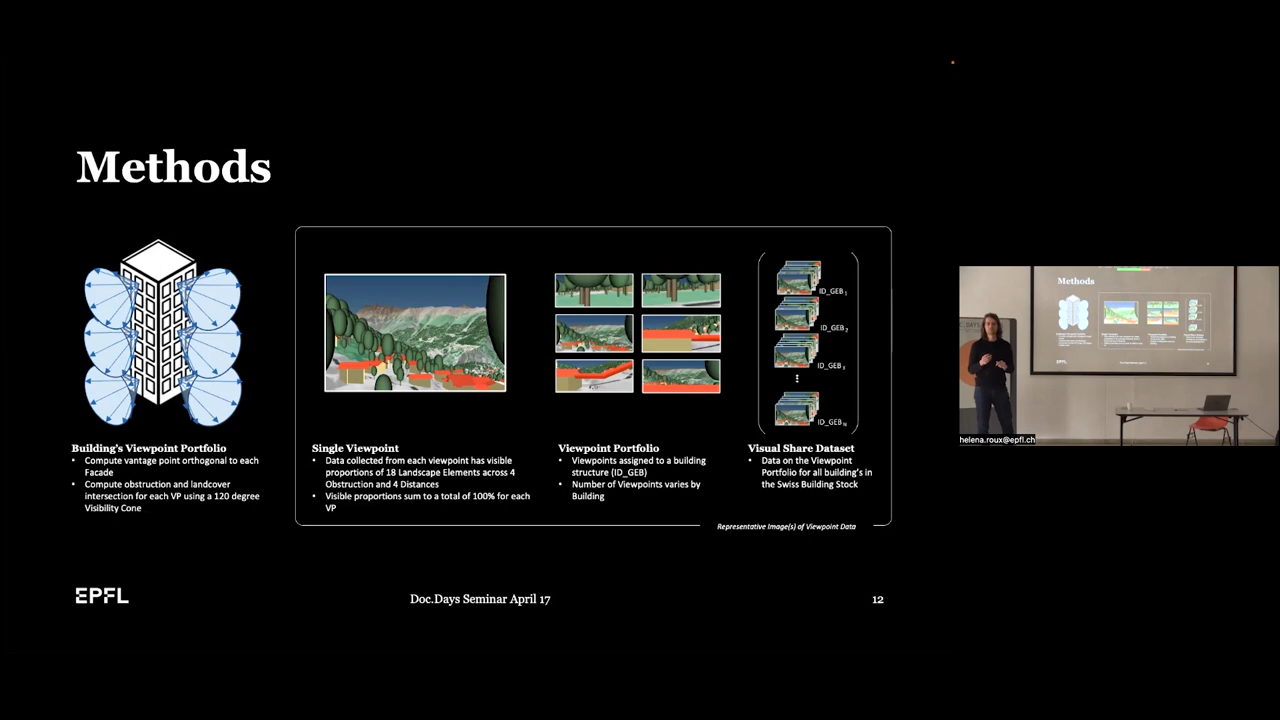 Methods
ID_GEB 1
ID_GEB 2
ID_GEB 3
ID_GEB N
Building's Viewpoint Portfolio
• Compute vantage point orthogonal to each
Facade
• Compute obstruction and landcover
intersection for each VP using a 120 degree
Visibility Cone
Single Viewpoint
• Data collected from each viewpoint has visible
proportions of 18 Landscape Elements across 4
Obstruction and 4 Distances
• Visible proportions sum to a total of 100% for each
VP
Viewpoint Portfolio
• Viewpoints assigned to a building
structure (ID_GEB)
• Number of Viewpoints varies by
Building
Visual Share Dataset
• Data on the Viewpoint
Portfolio for all building's in
the Swiss Building Stock
Representative Image(s) of Viewpoint Data
EPFL
Doc.Days Seminar April 17
12
Methods
EPFL
helena.roux@epfl.ch